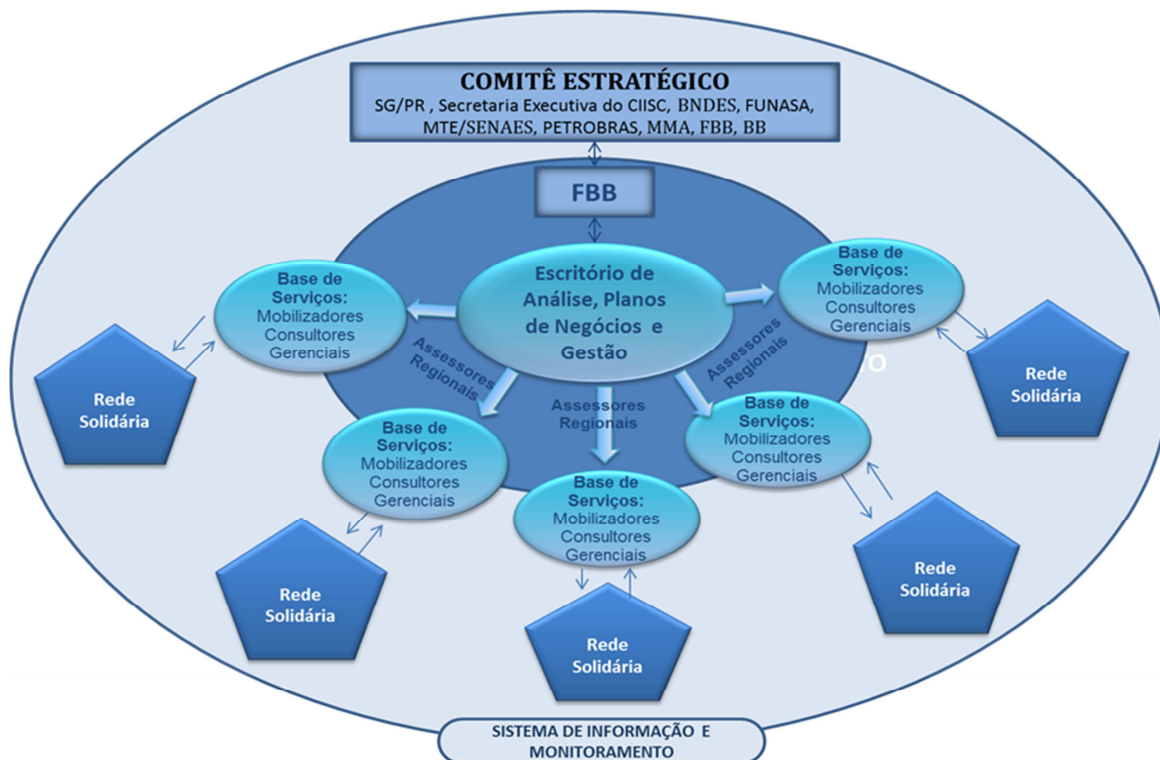 COMITÊ ESTRATÉGICO
SG/PR , Secretaria Executiva do CIISC, BNDES, FUNASA,
MTE/SENAES, PETROBRAS, MMA, FBB, BB
FBB
Escritório de
Análise, Planos
de Negócios e
Gestão
Base de
Serviços:
Mobilizadores
Consultores
Gerenciais
Base de
Serviços:
Mobilizadores
Consultores
Gerenciais
Assessores
Regionais
Assessores
Regionais
Assessores
Regionais
Rede
Solidária
Rede
Solidária
Base de
Serviços:
Mobilizadores
Consultores
Gerenciais
Base de
Serviços:
Mobilizadores
Consultores
Gerenciais
Base de
Serviços:
Mobilizadores
Consultores
Gerenciais
Rede
Solidária
Rede
Solidária
Rede
Solidária
SISTEMA DE INFORMAÇÃO E
MONITORAMENTO